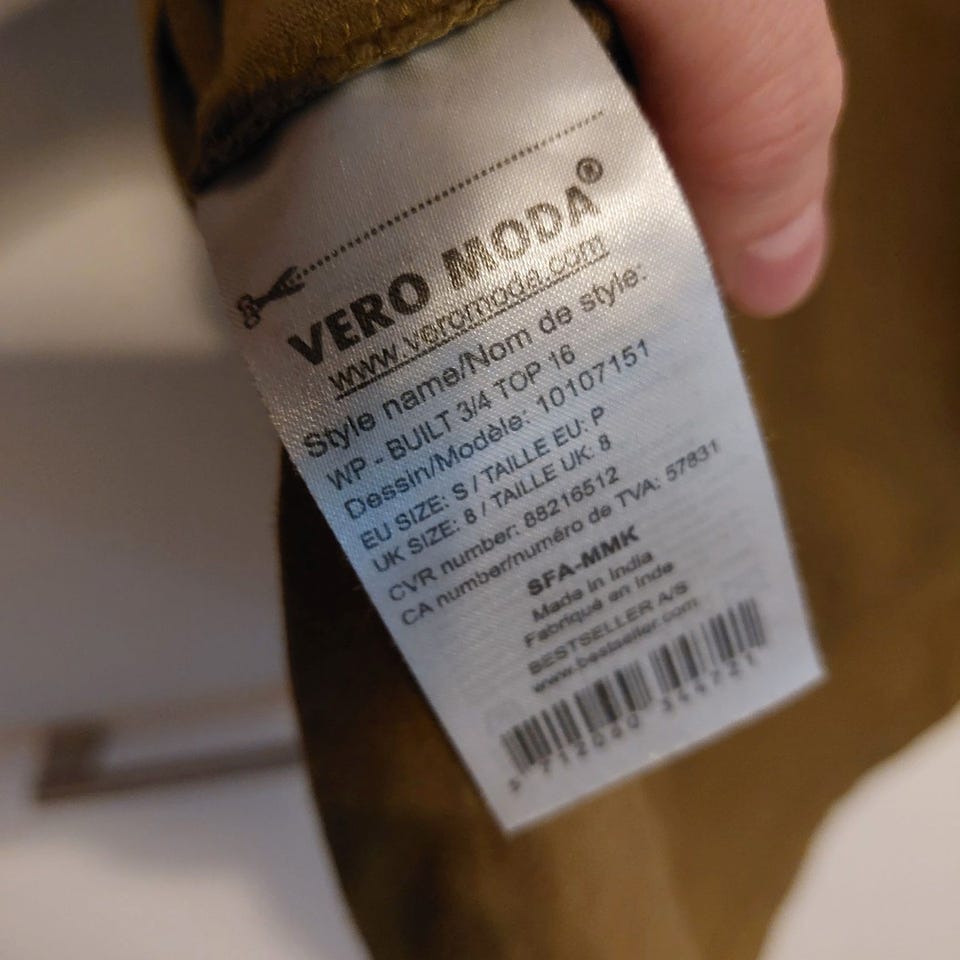 VERO MODA®
www.veromoda.com
Style name/Nom de style:
WP - BUILT 3/4 TOP 16
Dessin/Modèle: 10107151
EU SIZE: S / TAILLE EU: P
UK SIZE: 8 / TAILLE UK: 8
CVR number: 88216512
CA number/numéro de TVA: 57831
SFA-MMK
Made in India
Fabriqué en Inde
BESTSELLER A/S
www.bestseller.com